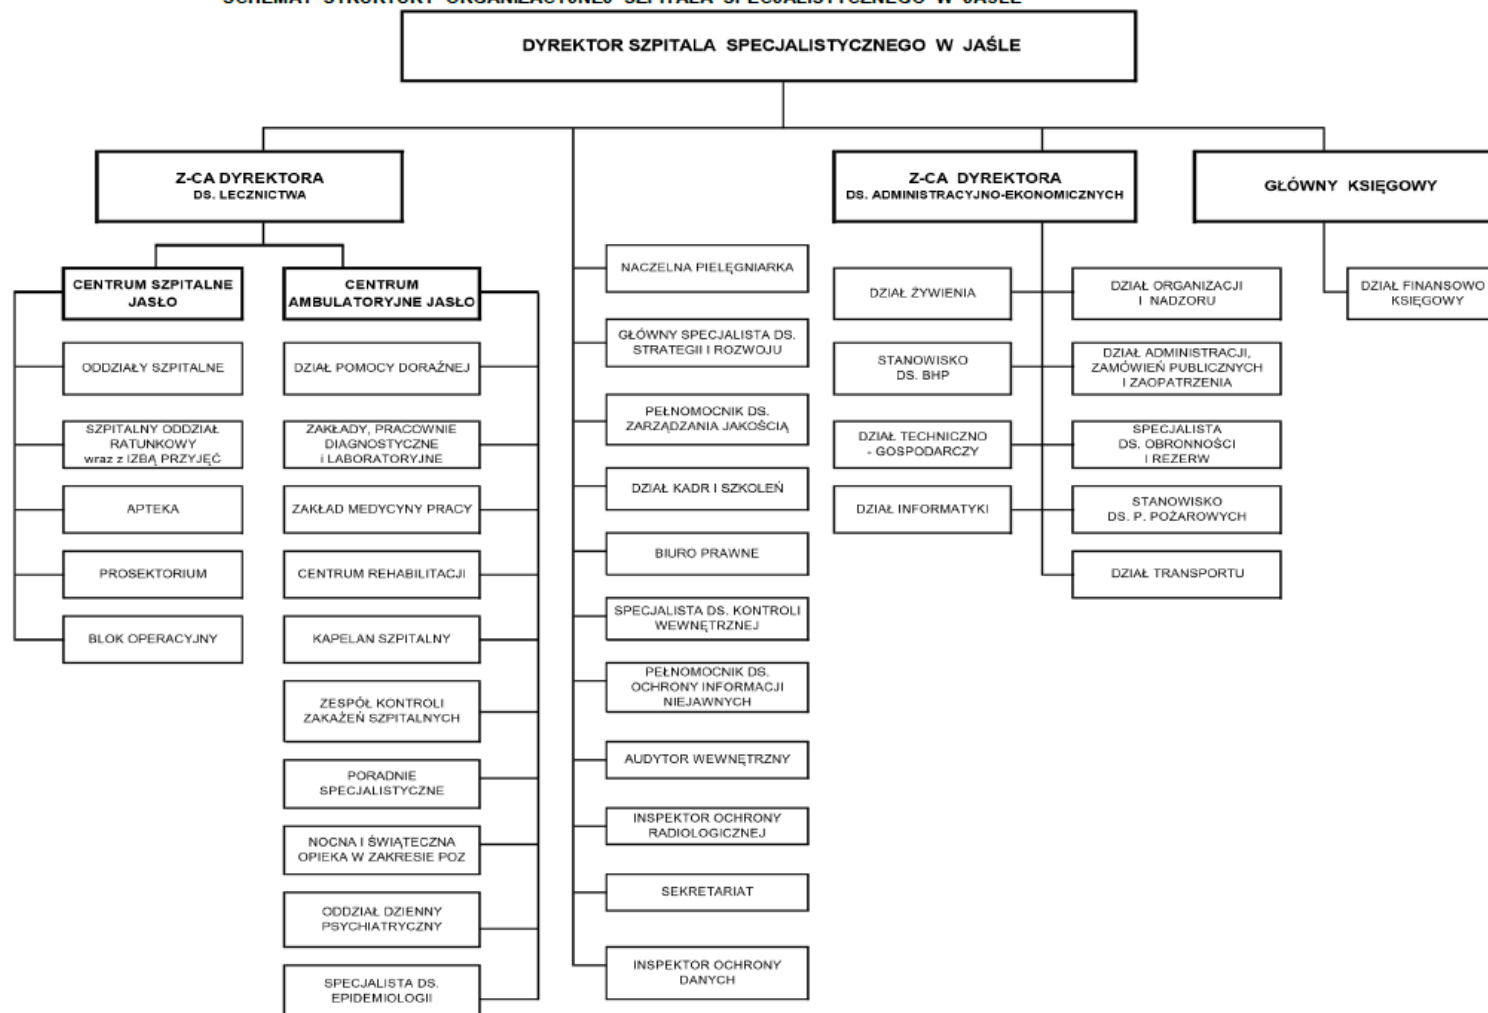 SCHEMAT STRUKTURY ORGANIZACYJNEJ SZPITALA SPECJALISTYCZNEGO W JAŚLE
DYREKTOR SZPITALA SPECJALISTYCZNEGO W JAŚLE
Z-CA DYREKTORA
DS. LECZNICTWA
Z-CA DYREKTORA
DS. ADMINISTRACYJNO-EKONOMICZNYCH
GŁÓWNY KSIĘGOWY
CENTRUM SZPITALNE
JASŁO
ODDZIAŁY SZPITALNE
SZPITALNY ODDZIAŁ
RATUNKOWY
wraz z IZBĄ PRZYJĘĆ
APTEKA
PROSEKTORIUM
BLOK OPERACYJNY
CENTRUM
AMBULATORYJNE JASŁO
DZIAŁ POMOCY DORAŹNEJ
ZAKŁADY, PRACOWNIE
DIAGNOSTYCZNE
i LABORATORYJNE
ZAKŁAD MEDYCYNY PRACY
CENTRUM REHABILITACJI
KAPELAN SZPITALNY
ZESPÓŁ KONTROLI
ZAKAŻEŃ SZPITALNYCH
PORADNIE
SPECJALISTYCZNE
NOCNA I ŚWIĄTECZNA
OPIEKA W ZAKRESIE POZ
ODDZIAŁ DZIENNY
PSYCHIATRYCZNY
SPECJALISTA DS.
EPIDEMIOLOGII
NACZELNA PIELĘGNIARKA
GŁÓWNY SPECJALISTA DS.
STRATEGII I ROZWOJU
PEŁNOMOCNIK DS.
ZARZĄDZANIA JAKOŚCIĄ
DZIAŁ KADR I SZKOLEŃ
BIURO PRAWNE
SPECJALISTA DS. KONTROLI
WEWNĘTRZNEJ
PEŁNOMOCNIK DS.
OCHRONY INFORMACJI
NIEJAWNYCH
AUDYTOR WEWNĘTRZNY
INSPEKTOR OCHRONY
RADIOLOGICZNEJ
SEKRETARIAT
INSPEKTOR OCHRONY
DANYCH
DZIAŁ ŻYWIENIA
STANOWISKO
DS. BHP
DZIAŁ TECHNICZNO
- GOSPODARCZY
DZIAŁ INFORMATYKI
DZIAŁ ORGANIZACJI
I NADZORU
DZIAŁ ADMINISTRACJI,
ZAMÓWIEŃ PUBLICZNYCH
I ZAOPATRZENIA
SPECJALISTA
DS. OBRONNOŚCI
I REZERW
STANOWISKO
DS. P. POŻAROWYCH
DZIAŁ TRANSPORTU
DZIAŁ FINANSOWO
KSIĘGOWY